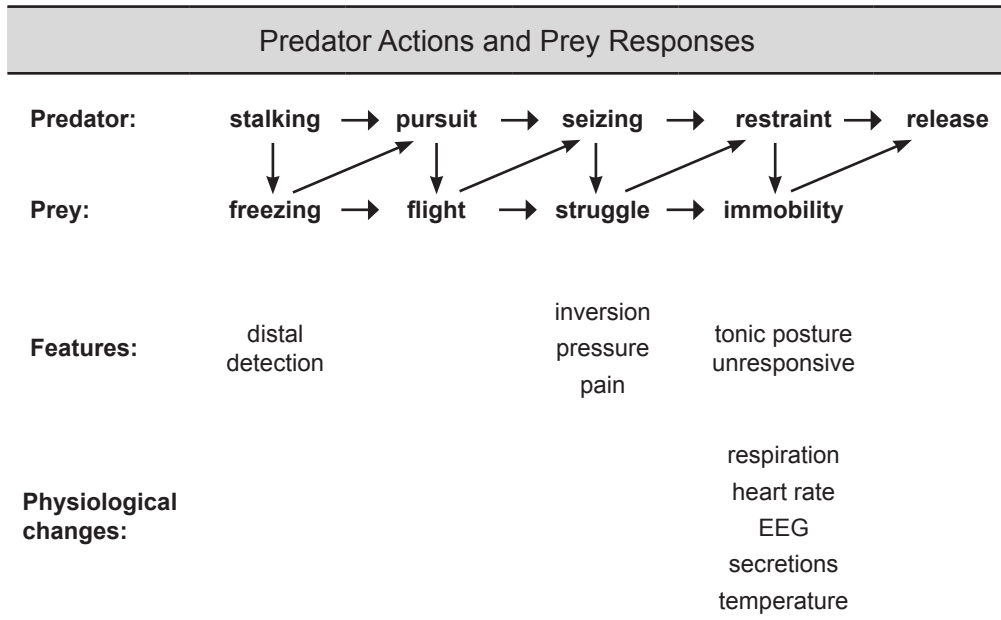 Predator Actions and Prey Responses
Predator: stalking pursuit seizing restraint release
Prey: freezing flight struggle immobility
Features:
distal
detection
inversion
pressure
pain
tonic posture
unresponsive
Physiological
changes:
respiration
heart rate
EEG
secretions
temperature